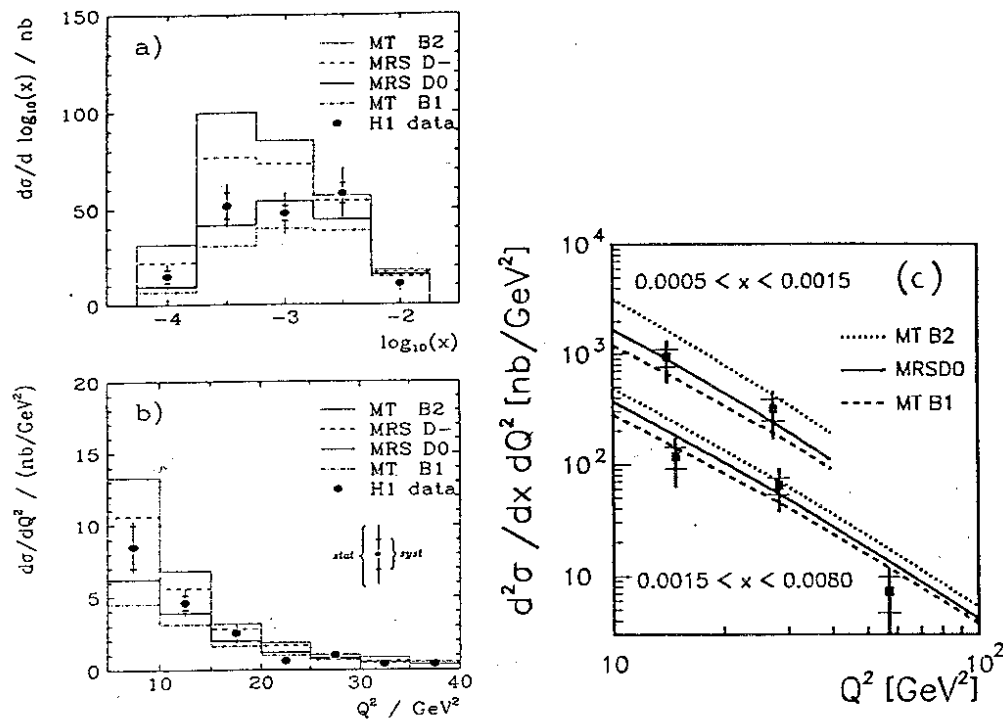 150
a)
MT B2
MRS D-
MRS D0
MT B1
H1 data
100
50
0
dσ/d log₁₀(x) / nb
-4
-3
-2
log₁₀(x)
20
b)
MT B2
MRS D-
MRS D0
MT B1
H1 data
15
10
5
0
stat { } syst
dσ/dQ² / (nb/GeV²)
10
20
30
40
Q² / GeV²
10⁴
0.0005 < x < 0.0015
(c)
MT B2
MRSD0
MT B1
10³
10²
10
0.0015 < x < 0.0080
d²σ/dx dQ² [nb/GeV²]
10
10²
Q² [GeV²]